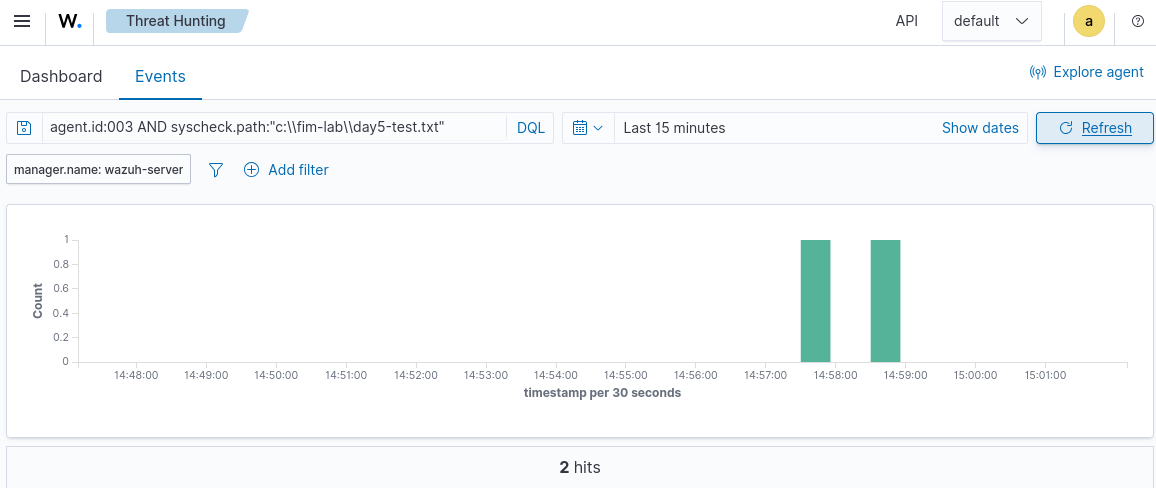 W. Threat Hunting API default a
Dashboard Events Explore agent
agent.id:003 AND syscheck.path:"c:\\fim-lab\\day5-test.txt" DQL Last 15 minutes Show dates Refresh
manager.name: wazuh-server Add filter
1
0.8
0.6
0.4
0.2
0
Count
14:48:00 14:49:00 14:50:00 14:51:00 14:52:00 14:53:00 14:54:00 14:55:00 14:56:00 14:57:00 14:58:00 14:59:00 15:00:00 15:01:00
timestamp per 30 seconds
2 hits